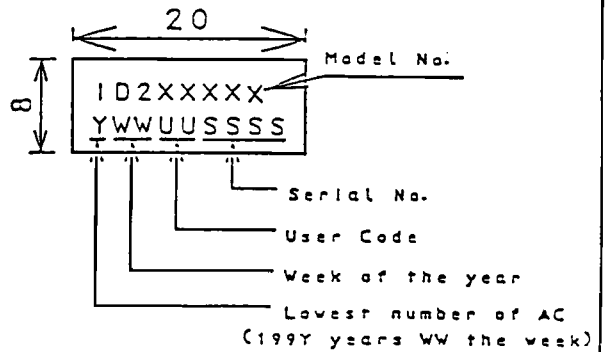 20
Model No.
8
ID2XXXXX
YWWUUSSSS
Serial No.
User Code
Week of the year
Lowest number of AC
(199Y years WW the week)